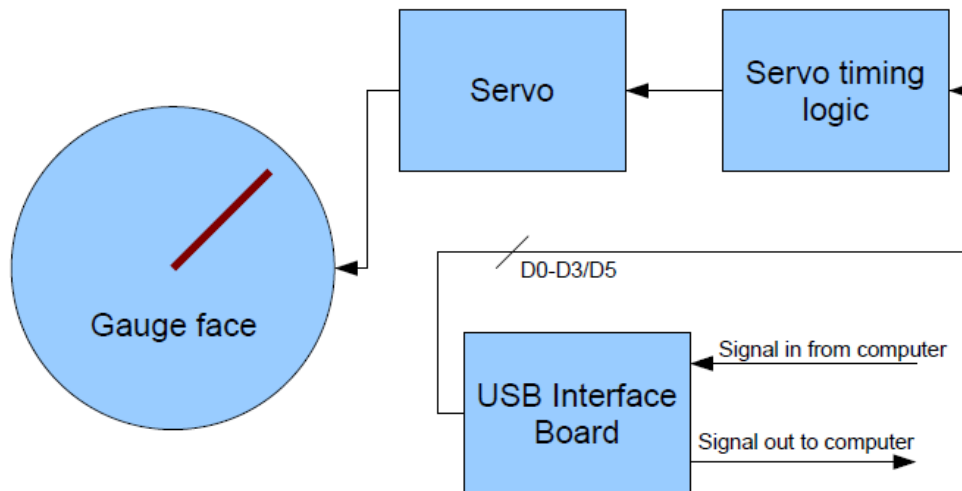 Servo
Servo timing
logic
Gauge face
D0-D3/D5
USB Interface
Board
Signal in from computer
Signal out to computer